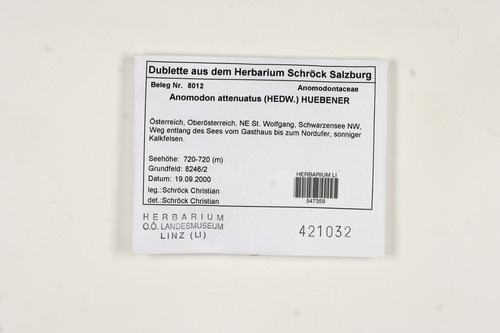 Dublette aus dem Herbarium Schröck Salzburg
Beleg Nr. 8012 Anomodontaceae
Anomodon attenuatus (HEDW.) HUEBENER
Österreich, Oberösterreich, NE St. Wolfgang, Schwarzensee NW,
Weg entlang des Sees vom Gasthaus bis zum Nordufer, sonniger
Kalkfelsen.
Seehöhe: 720-720 (m)
Grundfeld: 8246/2
Datum: 19.09.2000
leg.:Schröck Christian
det.:Schröck Christian
HERBARIUM LI
547359
HERBARIUM
O.Ö. LANDESMUSEUM
LINZ (LI)
421032